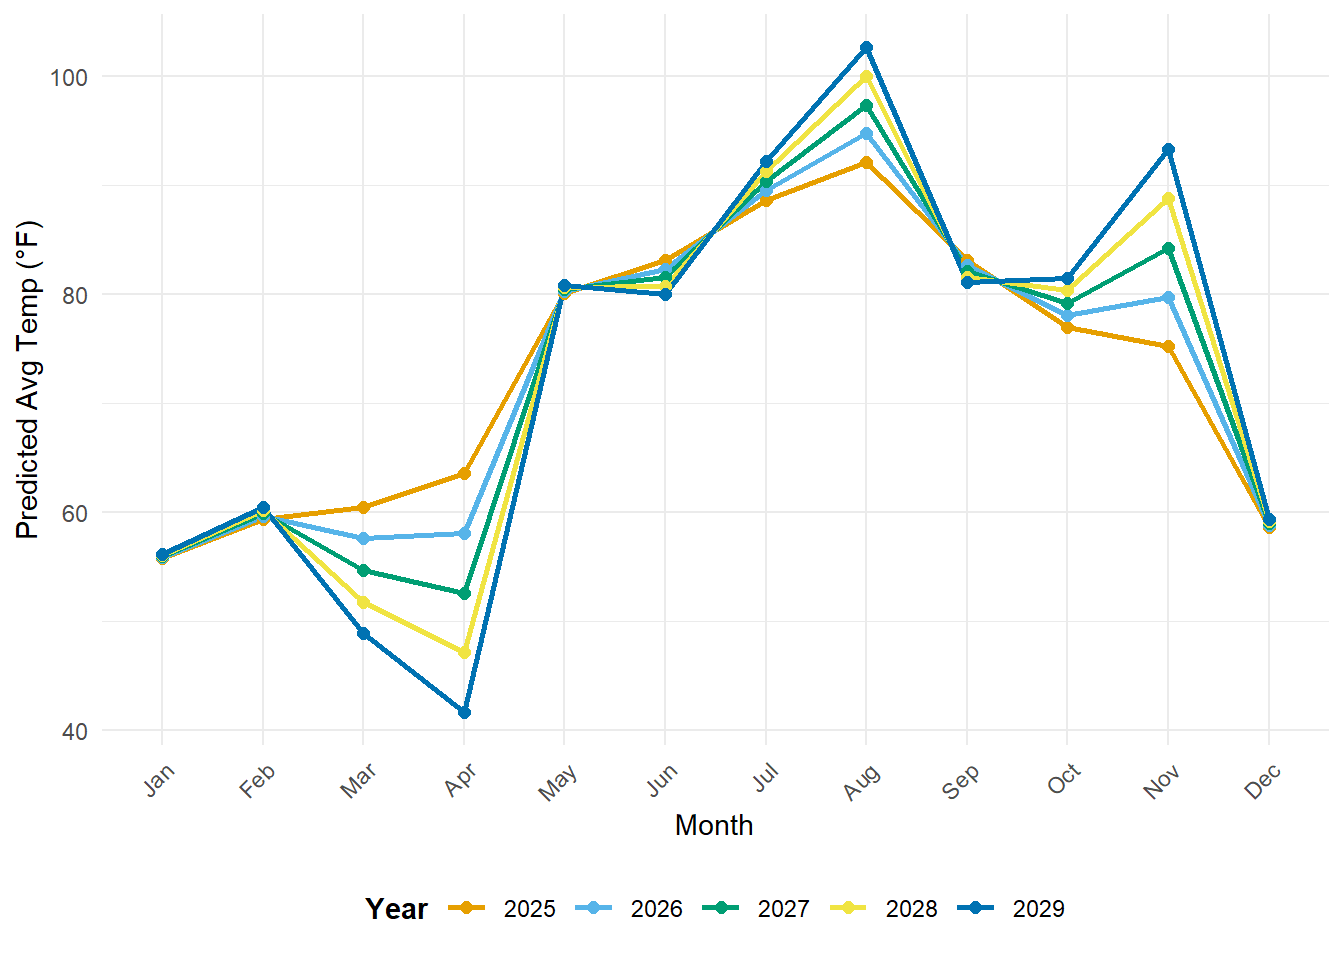 Predicted Avg Temp (°F)
100
80
60
40
Jan Feb Mar Apr May Jun Jul Aug Sep Oct Nov Dec
Month
Year 2025 2026 2027 2028 2029